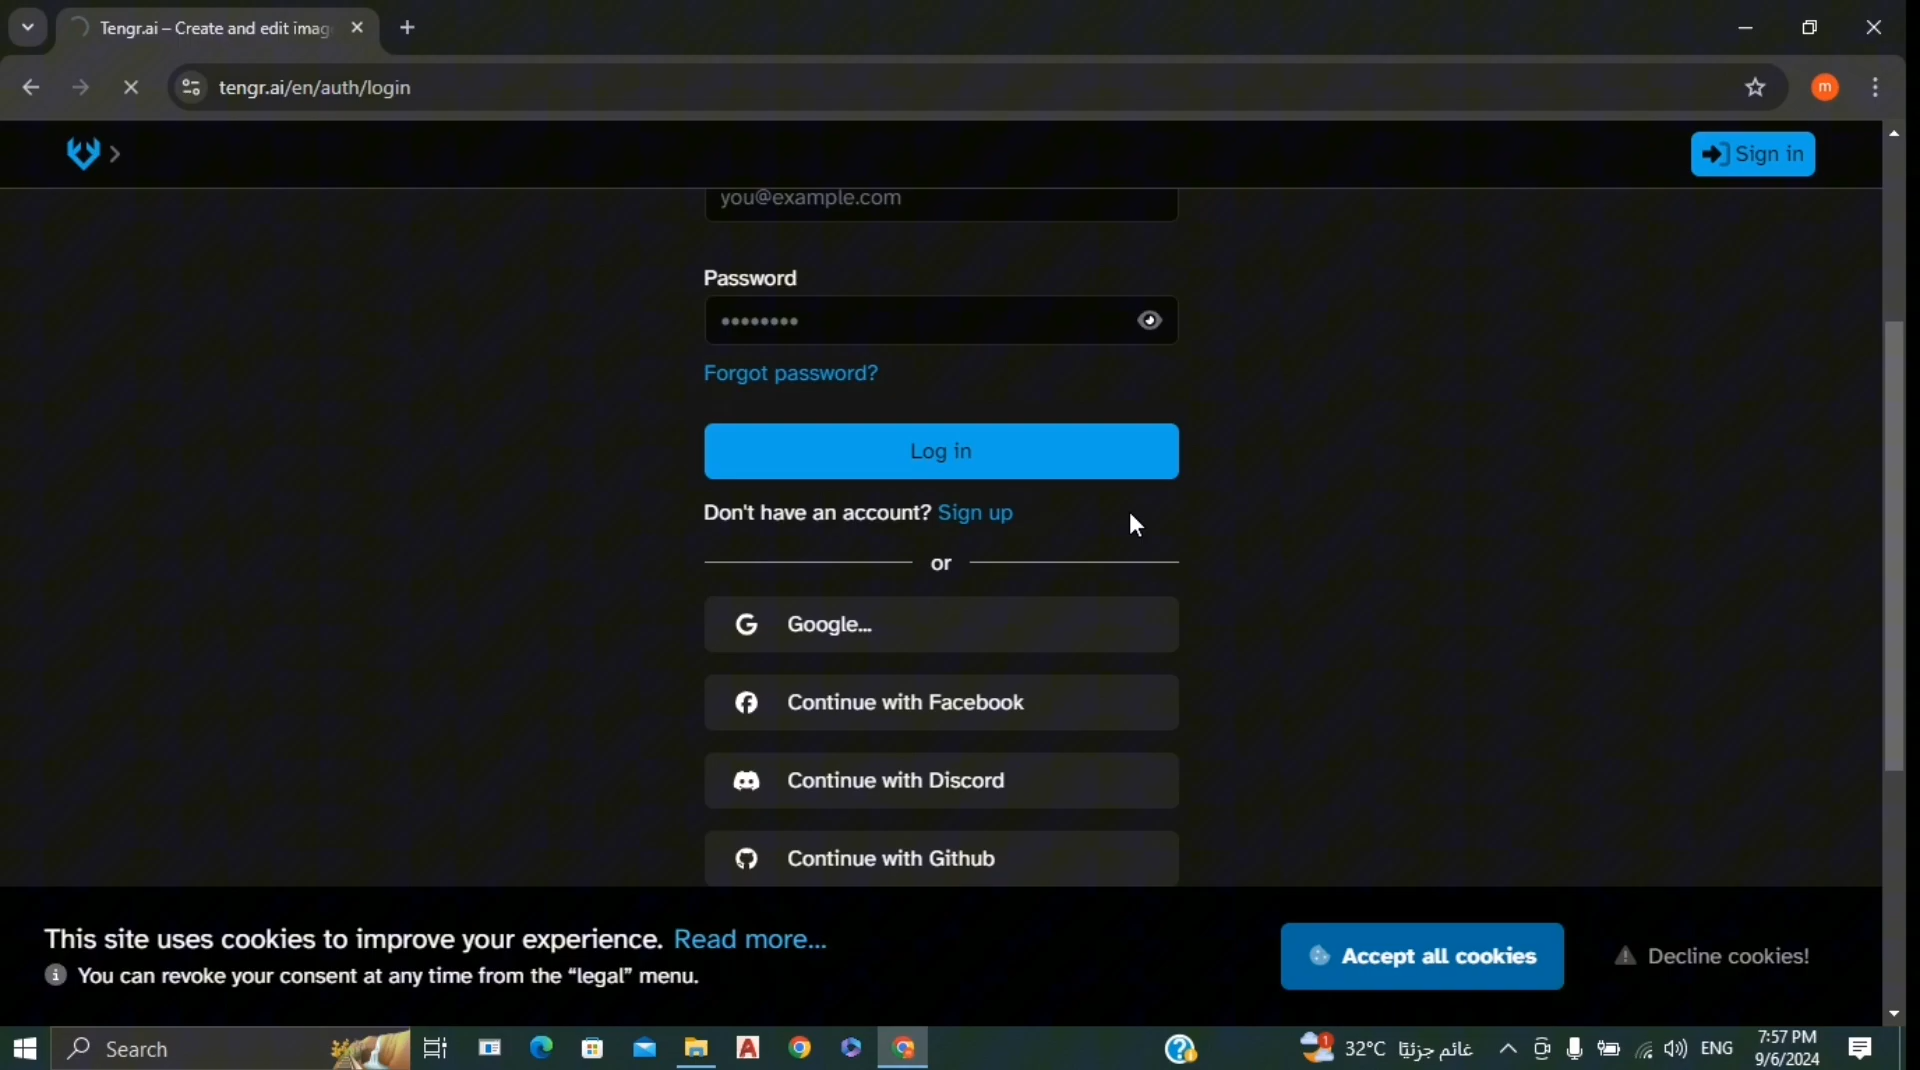 Tengr.ai – Create and edit imag
tengr.ai/en/auth/login
m
Sign in
you@example.com
Password
Forgot password?
Log in
Don't have an account? Sign up
or
Google...
Continue with Facebook
Continue with Discord
Continue with Github
This site uses cookies to improve your experience. Read more...
You can revoke your consent at any time from the “legal” menu.
Accept all cookies
Decline cookies!
Search
1
32°C غائم جزئيًا
ENG
7:57 PM
9/6/2024